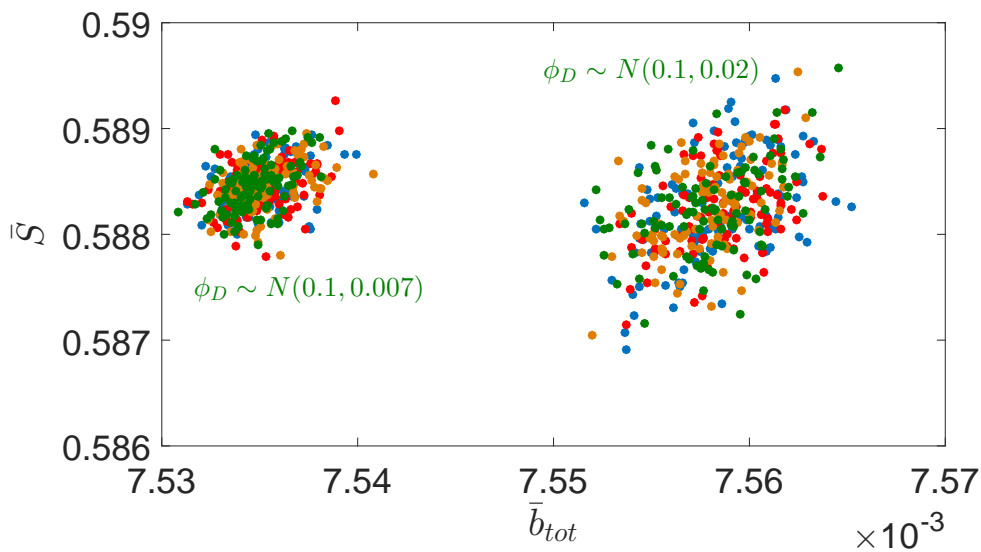 0.59
0.589
0.588
0.587
0.586
S̄
ϕ_D ∼ N(0.1, 0.02)
ϕ_D ∼ N(0.1, 0.007)
7.53 7.54 7.55 7.56 7.57
b̄_{tot}
×10^{-3}